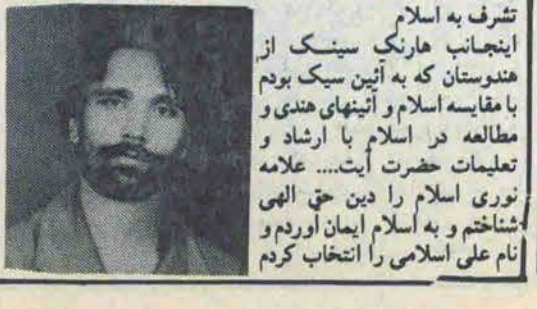 تشرف به اسلام
اینجانب هارنک سینک از
هندوستان که به آئین سیک بودم
با مقایسه اسلام و آئینهای هندی و
مطالعه در اسلام با ارشاد و
تعلیمات حضرت آیت.... علامه
نوری اسلام را دین حق الهی
شناختم و به اسلام ایمان آوردم و
نام علی اسلامی را انتخاب کردم